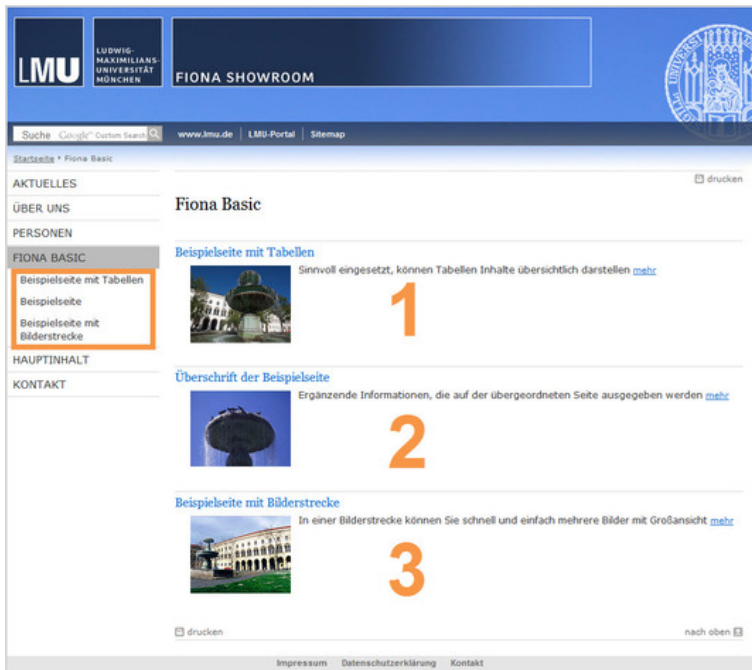 LMU
LUDWIG-
MAXIMILIANS-
UNIVERSITÄT
MÜNCHEN
FIONA SHOWROOM
Suche Google™ Custom Search
www.lmu.de | LMU-Portal | Sitemap
Startseite Fiona Basic
drucken
AKTUELLES
ÜBER UNS
PERSONEN
FIONA BASIC
Beispielseite mit Tabellen
Beispielseite
Beispielseite mit
Bilderstrecke
HAUPTINHALT
KONTAKT
Fiona Basic
Beispielseite mit Tabellen
Sinnvoll eingesetzt, können Tabellen Inhalte übersichtlich darstellen mehr
1
Überschrift der Beispielseite
Ergänzende Informationen, die auf der übergeordneten Seite ausgegeben werden mehr
2
Beispielseite mit Bilderstrecke
In einer Bilderstrecke können Sie schnell und einfach mehrere Bilder mit Großansicht mehr
3
drucken
nach oben
Impressum Datenschutzerklärung Kontakt